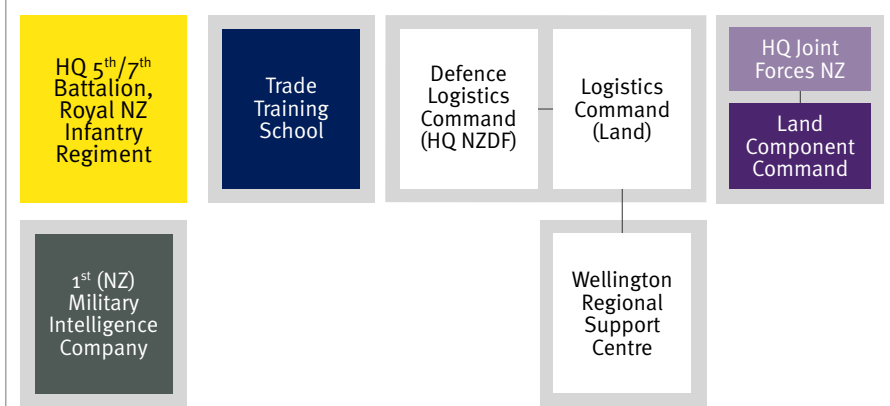 HQ 5th/7th
Battalion,
Royal NZ
Infantry
Regiment
Trade
Training
School
Defence
Logistics
Command
(HQ NZDF)
Logistics
Command
(Land)
HQ Joint
Forces NZ
Land
Component
Command
1st (NZ)
Military
Intelligence
Company
Wellington
Regional
Support
Centre